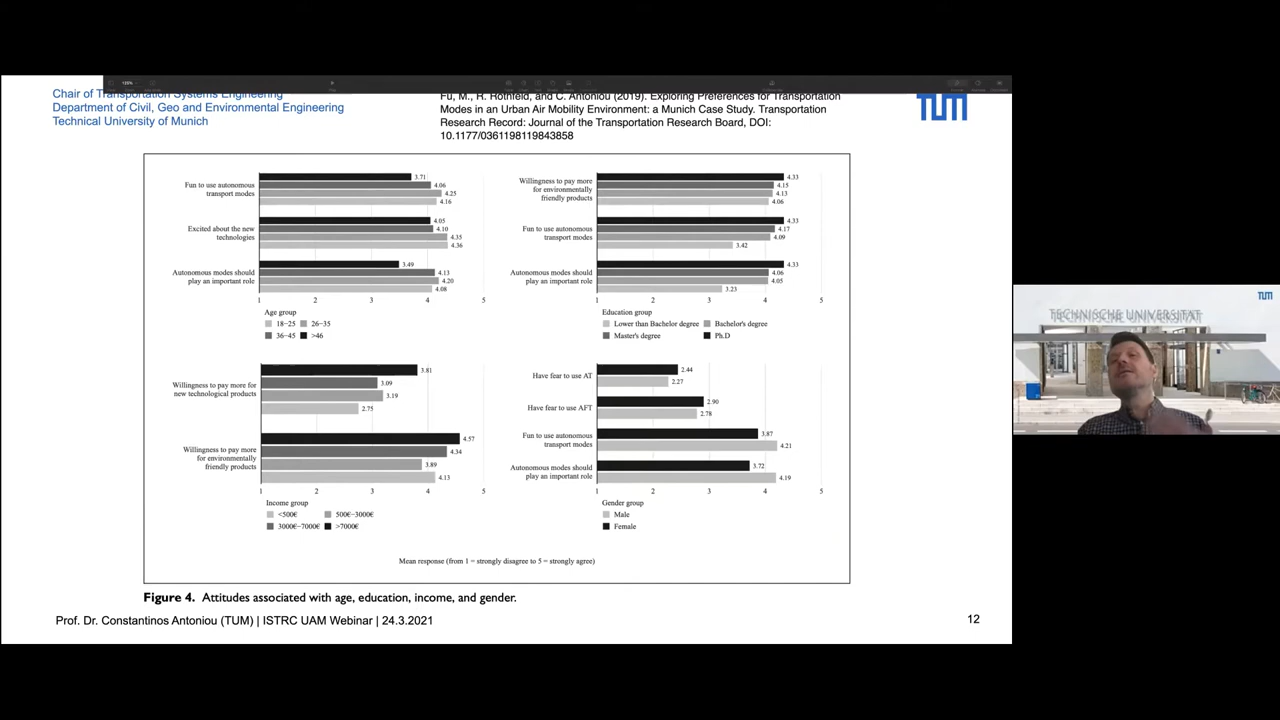 Chair of Transportation Systems Engineering
Department of Civil, Geo and Environmental Engineering
Technical University of Munich
Fu, M., R. Rothfeld, and C. Antoniou (2019). Exploring Preferences for Transportation
Modes in an Urban Air Mobility Environment: a Munich Case Study. Transportation
Research Record: Journal of the Transportation Research Board, DOI:
10.1177/0361198119843858
TUM
Fun to use autonomous
transport modes
3.71
4.06
4.25
4.16
Excited about the new
technologies
4.05
4.10
4.35
4.36
Autonomous modes should
play an important role
3.49
4.13
4.20
4.08
1 2 3 4 5
Age group
18−25 26−35
36−45 >46
Willingness to pay more
for environmentally
friendly products
4.33
4.15
4.13
4.06
Fun to use autonomous
transport modes
4.33
4.17
4.09
3.42
Autonomous modes should
play an important role
4.33
4.06
4.05
3.23
1 2 3 4 5
Education group
Lower than Bachelor degree Bachelor's degree
Master's degree Ph.D
Willingness to pay more for
new technological products
3.81
3.09
3.19
2.75
Willingness to pay more
for environmentally
friendly products
4.57
4.34
3.89
4.13
1 2 3 4 5
Income group
<500€ 500€−3000€
3000€−7000€ >7000€
Have fear to use AT
2.44
2.27
Have fear to use AFT
2.90
2.78
Fun to use autonomous
transport modes
3.87
4.21
Autonomous modes should
play an important role
3.72
4.19
1 2 3 4 5
Gender group
Male
Female
Mean response (from 1 = strongly disagree to 5 = strongly agree)
Figure 4. Attitudes associated with age, education, income, and gender.
Prof. Dr. Constantinos Antoniou (TUM) | ISTRC UAM Webinar | 24.3.2021
12
TUM
TECHNISCHE UNIVERSITÄT